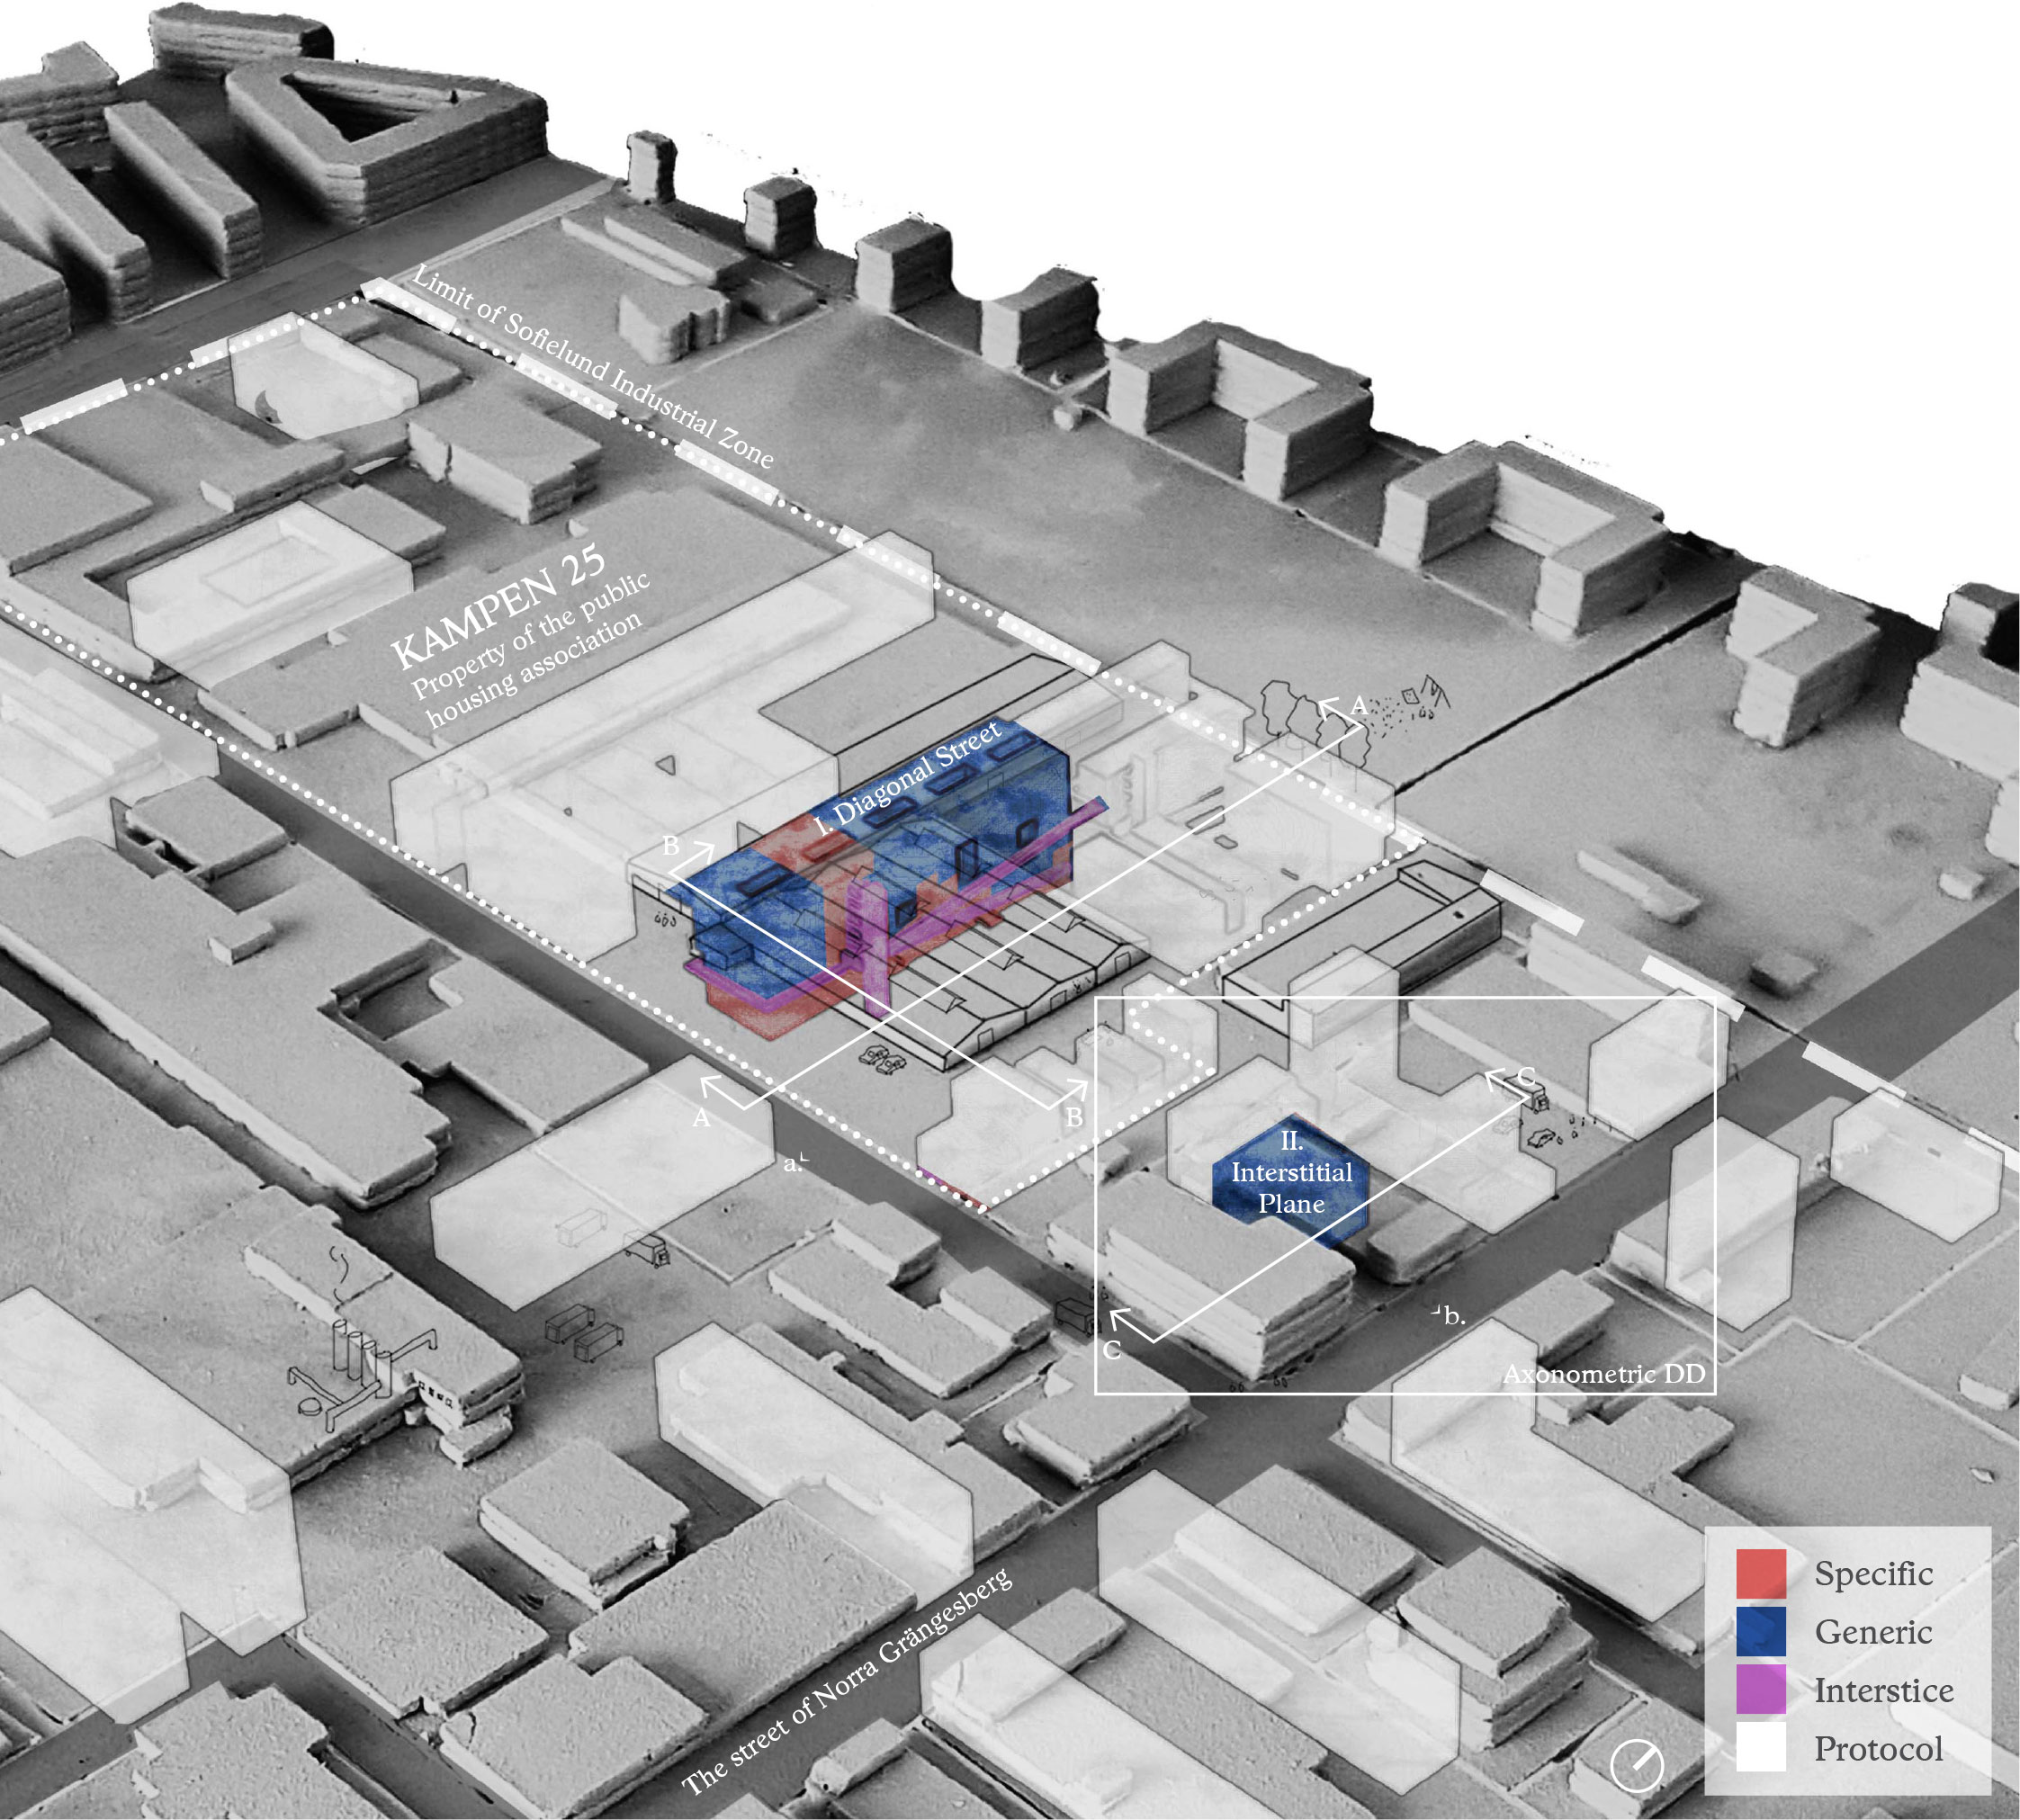 Limit of Sofielund Industrial Zone
KAMPEN 25
Property of the public
housing association
A
I. Diagonal Street
B
C
A
B
a.
II.
Interstitial
Plane
b.
C
Axonometric DD
The street of Norra Grängesberg
Specific
Generic
Interstice
Protocol